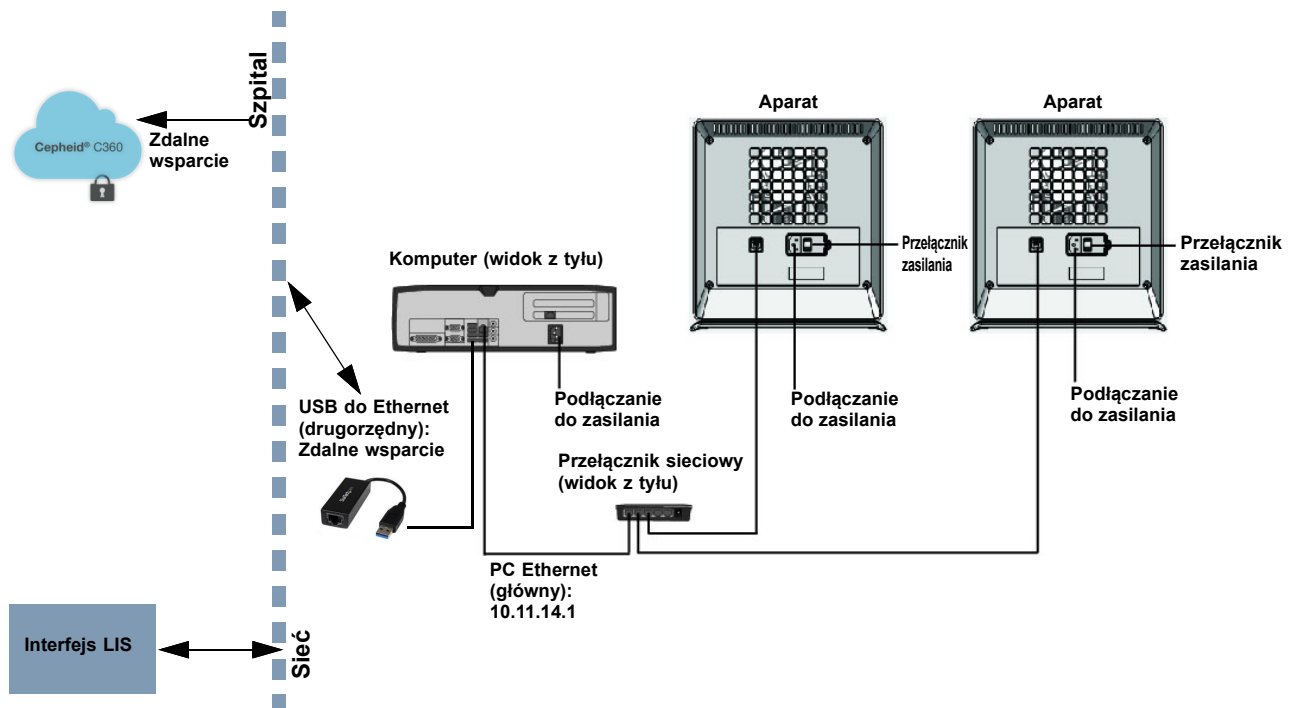 Szpital
Cepheid® C360
Zdalne
wsparcie
Aparat
Aparat
Przełącznik
zasilania
Przełącznik
zasilania
Komputer (widok z tyłu)
USB do Ethernet
(drugorzędny):
Zdalne wsparcie
Podłączanie
do zasilania
Podłączanie
do zasilania
Podłączanie
do zasilania
Przełącznik sieciowy
(widok z tyłu)
StarTech
PC Ethernet
(główny):
10.11.14.1
Interfejs LIS
Sieć